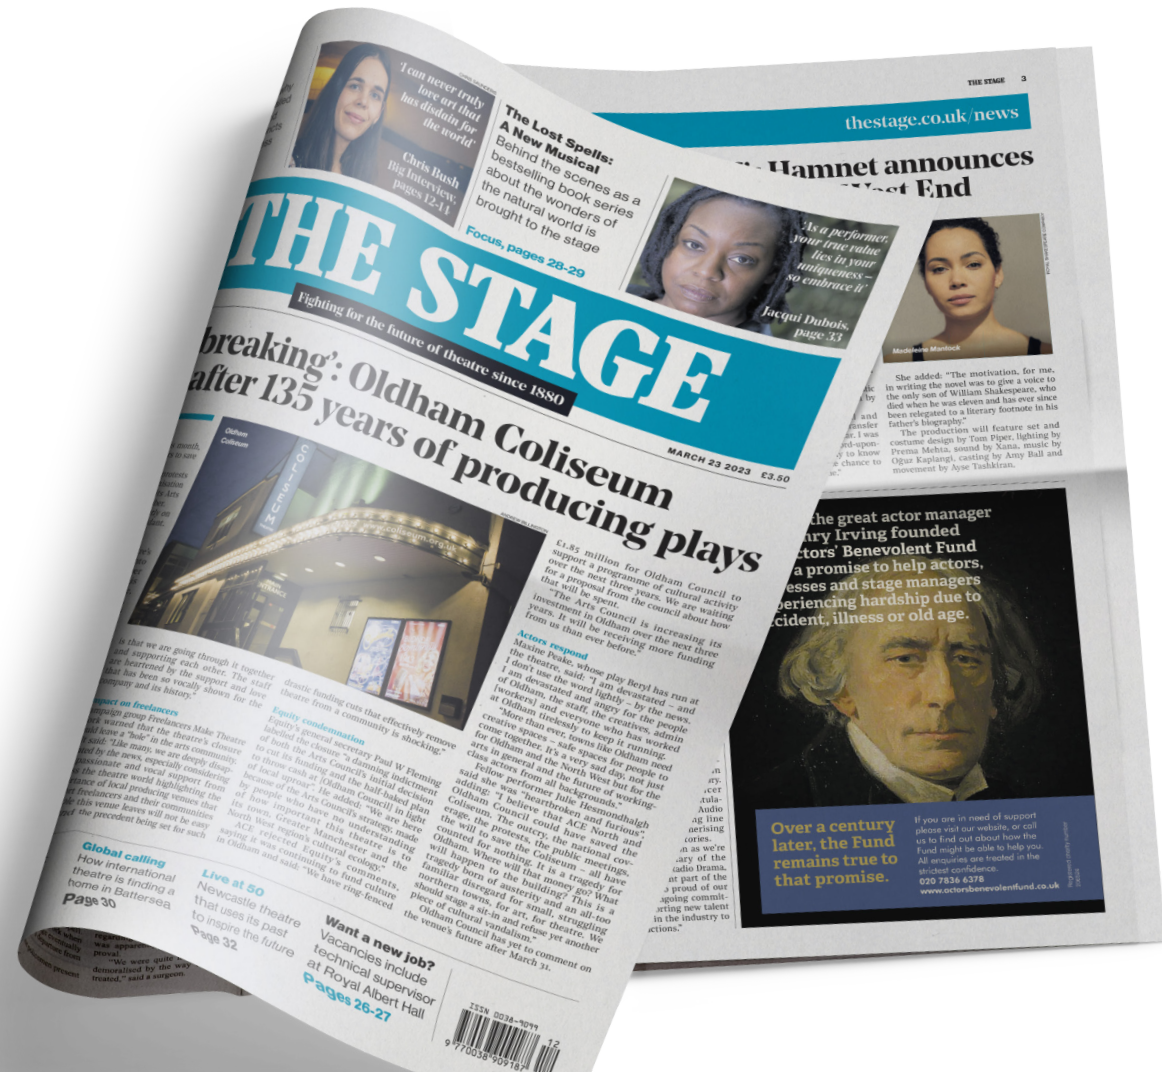 'I can never truly
love art that
has disdain for
the world'
Chris Bush
Big Interview,
pages 12-14
The Lost Spells:
A New Musical
Behind the scenes as a
bestselling book series
about the wonders of
the natural world is
brought to the stage
Focus, pages 28-29
'As a performer,
your true value
lies in your
uniqueness –
so embrace it'
Jacqui Dubois,
page 33
THE STAGE
Fighting for the future of theatre since 1880
MARCH 23 2023 £3.50
breaking': Oldham Coliseum
after 135 years of producing plays
Oldham
Coliseum
COLISEUM
www.coliseum.org.uk
is that we are going through it together
and supporting each other. The staff
are heartened by the support and love
that has been so vocally shown for the
company and its history."
impact on freelancers
campaign group Freelancers Make Theatre
warned that the theatre's closure
leave a "hole" in the arts community.
said: "Like many, we are deeply
by the news, especially considering
passionate and vocal support from
the theatre world highlighting the
of local producing venues that
freelancers and their communities
this venue leaves will not be easy
the precedent being set for such
drastic funding cuts that effectively remove
theatre from a community is shocking."
Equity condemnation
Equity's general secretary Paul W Fleming
labelled the closure "a damning indictment
of both the Arts Council's initial decision
to cut its funding and the half-baked plan
to throw cash at [Oldham Council] in light
of local uproar". He added: "We are here
because of the Arts Council's strategy, made
by people who have no understanding
of how important this theatre is to
its town, Greater Manchester and the
North West region's cultural ecology."
ACE rejected Equity's comments,
saying it was continuing to fund culture
in Oldham and said: "We have ring-fenced
£1.85 million for Oldham Council to
support a programme of cultural activity
over the next three years. We are waiting
for a proposal from the council about how
that will be spent.
"The Arts Council is increasing its
investment in Oldham over the next three
years. It will be receiving more funding
from us than ever before."
Actors respond
Maxine Peake, whose play Beryl has run at
the theatre, said: "I am devastated – and
I don't use the word lightly – by the news.
I am devastated and angry for the people
of Oldham, the staff, the creatives, admin
[workers] and everyone who has worked
at Oldham tirelessly to keep it running.
"More than ever, towns like Oldham need
creative spaces – safe spaces for people to
come together. It's a very sad day, not just
for Oldham and the North West but for the
arts in general and the future of working-
class actors from all backgrounds."
Fellow performer Julie Hesmondhalgh
said she was "heartbroken and furious",
adding: "I believe that ACE North and
Oldham Council could have saved the
Coliseum. The outcry, the national cov-
erage, the protests, the public meetings,
the will to save the Coliseum – all have
counted for nothing. It is a tragedy for
Oldham. Where will that money go? What
will happen to the building? This is a
tragedy born of austerity and an all-too
familiar disregard for small, struggling
northern towns, for art, for theatre. We
should stage a sit-in and refuse yet another
piece of cultural vandalism."
Oldham Council has yet to comment on
the venue's future after March 31.
Global calling
How international
theatre is finding a
home in Battersea
Page 30
Live at 50
Newcastle theatre
that uses its past
to inspire the future
Page 32
Want a new job?
Vacancies include
technical supervisor
at Royal Albert Hall
Pages 26-27
ISSN 0038-9099
9 770038 909187
12
"We were quite
demoralised by the way
treated," said a surgeon.
THE STAGE 3
thestage.co.uk/news
Hamnet announces
West End
Madeleine Mantock
She added: "The motivation, for me,
in writing the novel was to give a voice to
the only son of William Shakespeare, who
died when he was eleven and has ever since
been relegated to a literary footnote in his
father's biography."
The production will feature set and
costume design by Tom Piper, lighting by
Prema Mehta, sound by Xana, music by
Oğuz Kaplangi, casting by Amy Ball and
movement by Ayse Tashkiran.
the great actor manager
Irving founded
Actors' Benevolent Fund
a promise to help actors,
actresses and stage managers
experiencing hardship due to
accident, illness or old age.
Over a century
later, the Fund
remains true to
that promise.
If you are in need of support
please visit our website, or call
us to find out about how the
Fund might be able to help you.
All enquiries are treated in the
strictest confidence.
020 7836 6378
www.actorsbenevolentfund.co.uk